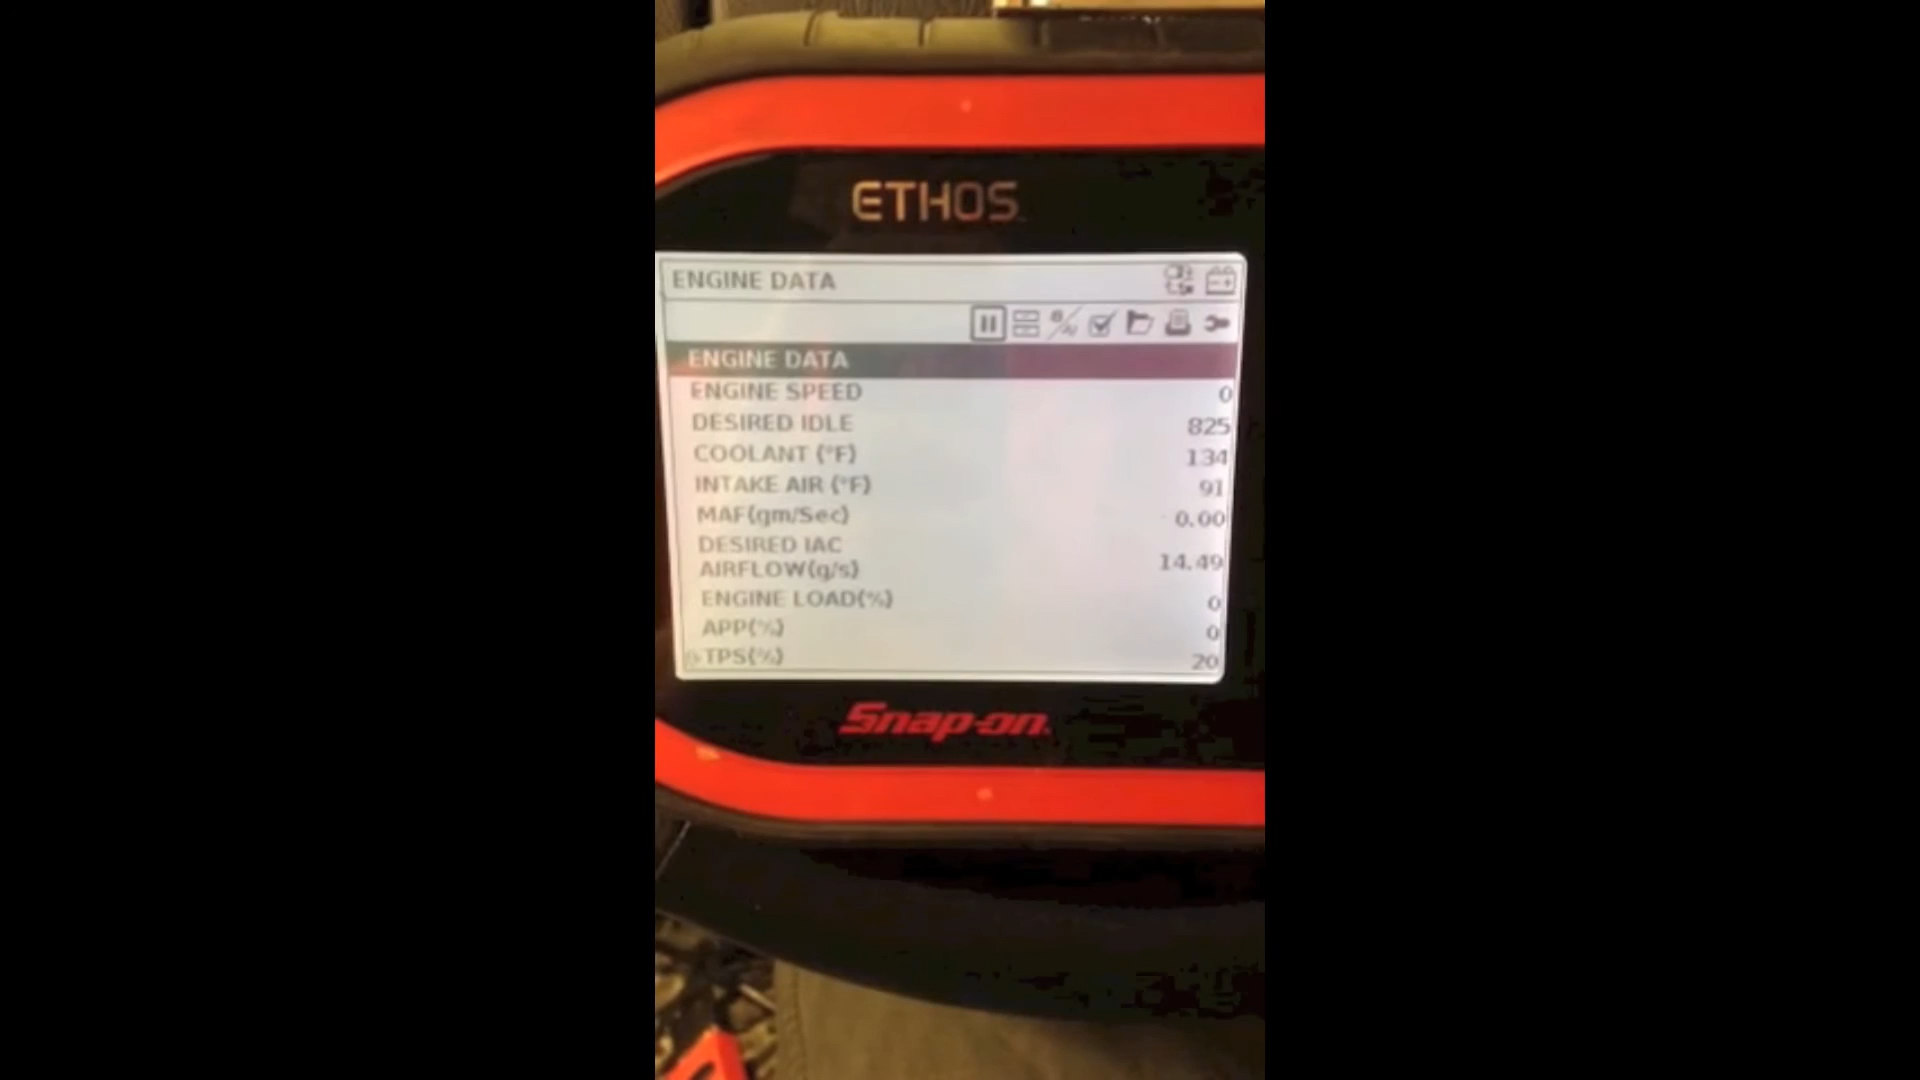 ETHOS
ENGINE DATA
ENGINE DATA
ENGINE SPEED 0
DESIRED IDLE 825
COOLANT (°F) 134
INTAKE AIR (°F) 91
MAF(gm/Sec) 0.00
DESIRED IAC
AIRFLOW(g/s) 14.49
ENGINE LOAD(%) 0
APP(%) 0
TPS(%) 20
Snap-on